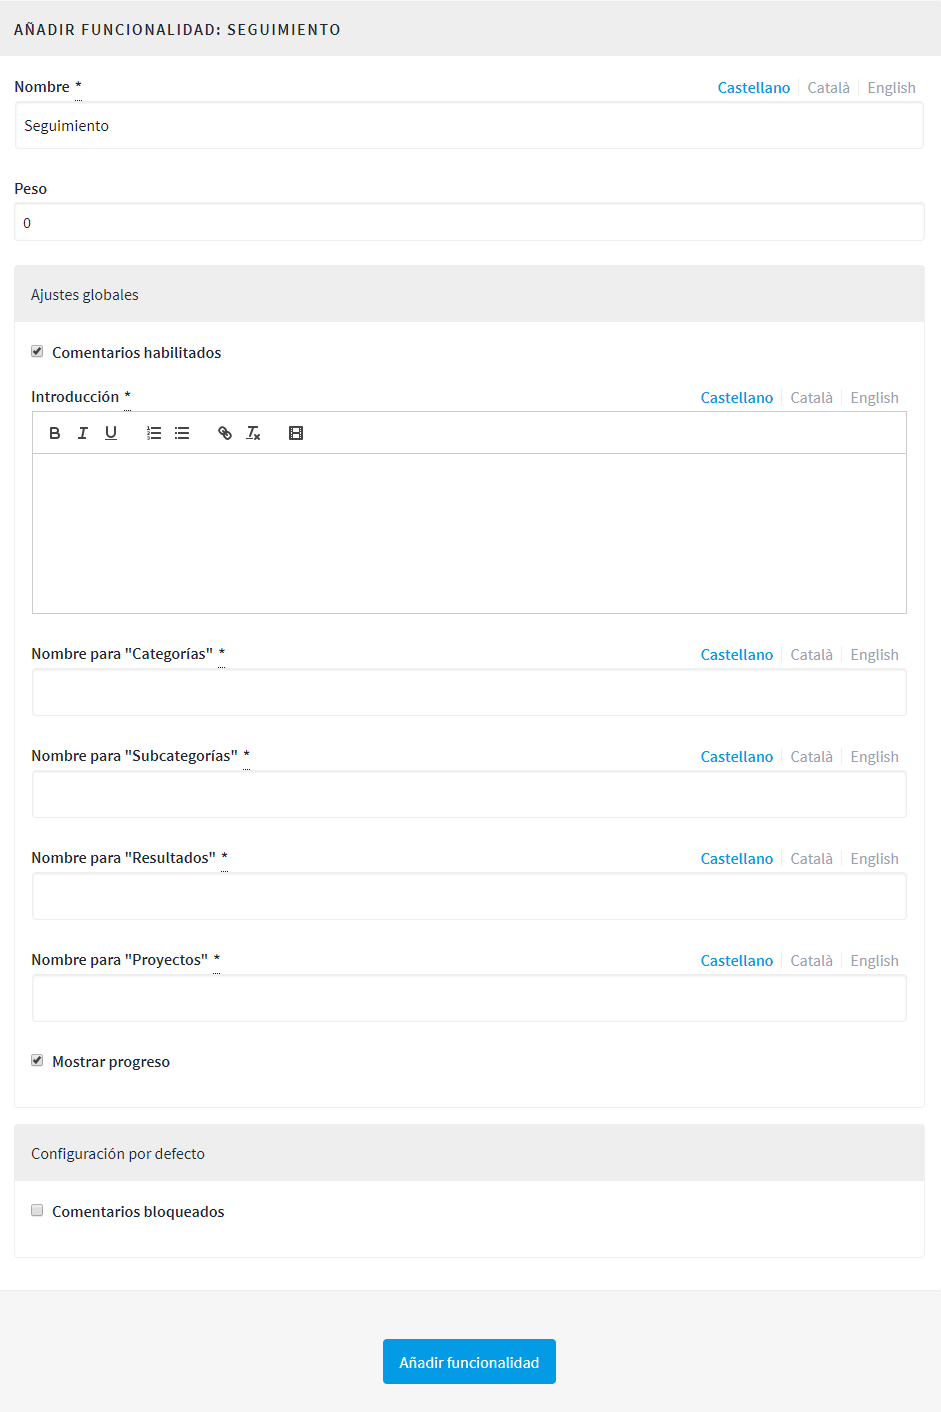 AÑADIR FUNCIONALIDAD: SEGUIMIENTO
Nombre * Castellano Català English
Seguimiento
Peso
0
Ajustes globales
Comentarios habilitados
Introducción * Castellano Català English
B I U
Nombre para "Categorías" * Castellano Català English
Nombre para "Subcategorías" * Castellano Català English
Nombre para "Resultados" * Castellano Català English
Nombre para "Proyectos" * Castellano Català English
Mostrar progreso
Configuración por defecto
Comentarios bloqueados
Añadir funcionalidad